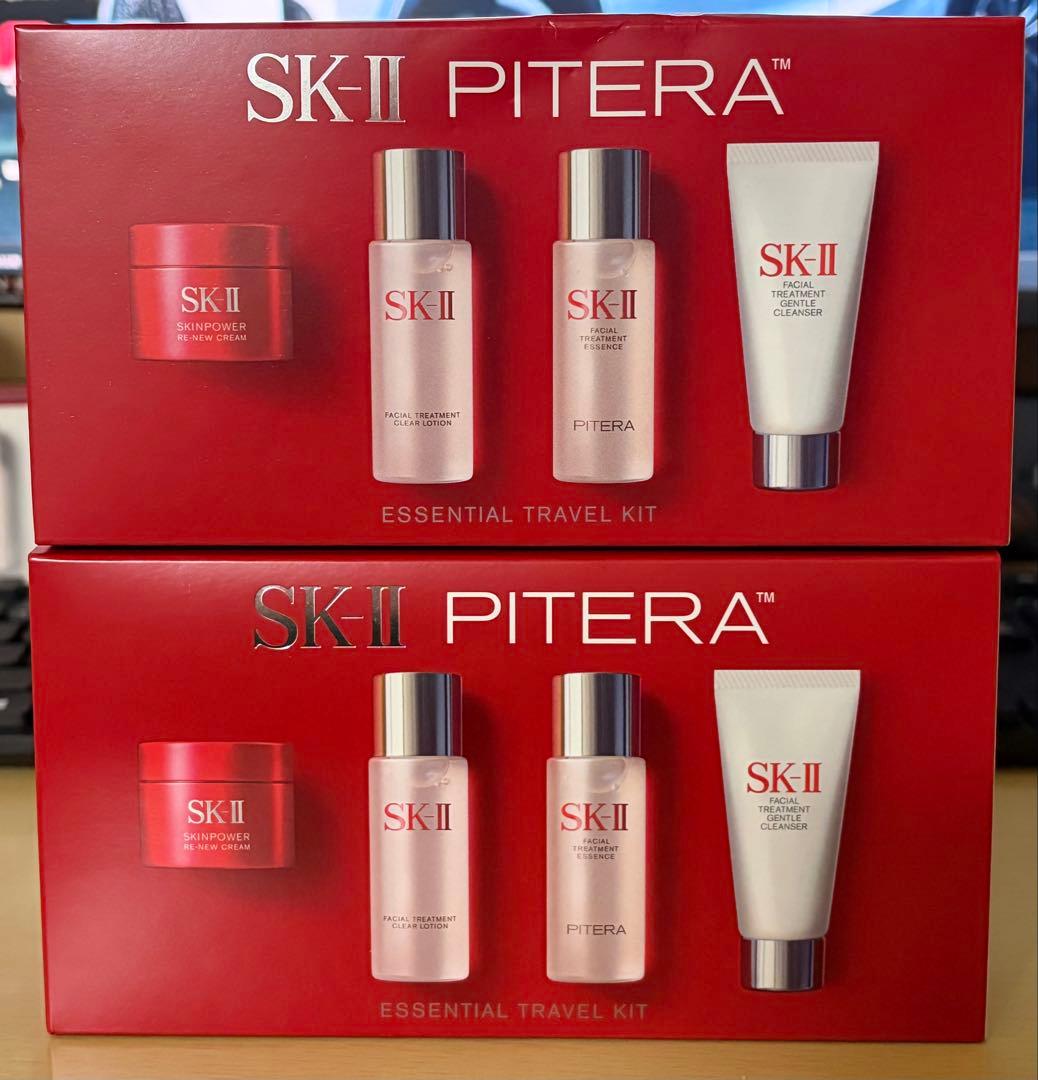 SK-II PITERA™
SK-II
SKINPOWER
RE-NEW CREAM
SK-II
FACIAL TREATMENT
CLEAR LOTION
SK-II
FACIAL
TREATMENT
ESSENCE
PITERA
SK-II
FACIAL
TREATMENT
GENTLE
CLEANSER
ESSENTIAL TRAVEL KIT
SK-II PITERA™
SK-II
SKINPOWER
RE-NEW CREAM
SK-II
FACIAL TREATMENT
CLEAR LOTION
SK-II
FACIAL
TREATMENT
ESSENCE
PITERA
SK-II
FACIAL
TREATMENT
GENTLE
CLEANSER
ESSENTIAL TRAVEL KIT